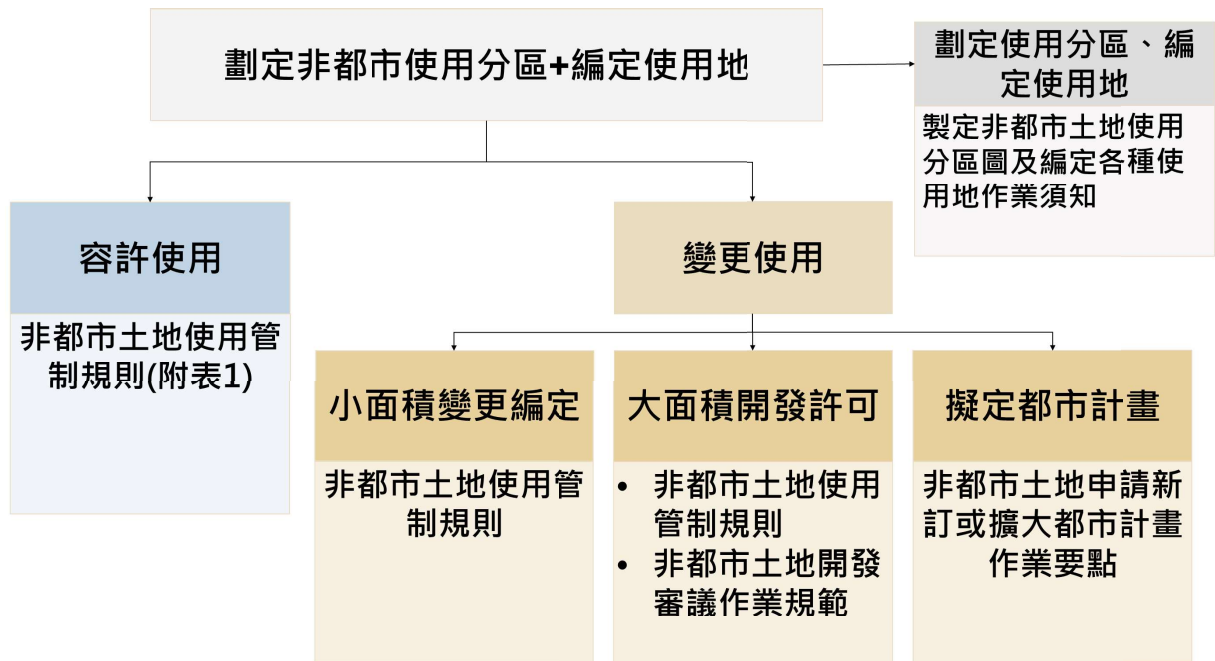 劃定非都市使用分區+編定使用地
劃定使用分區、編
定使用地
製定非都市土地使用
分區圖及編定各種使
用地作業須知
容許使用
非都市土地使用管
制規則(附表1)
變更使用
小面積變更編定
非都市土地使用管
制規則
大面積開發許可
• 非都市土地使用
管制規則
• 非都市土地開發
審議作業規範
擬定都市計畫
非都市土地申請新
訂或擴大都市計畫
作業要點